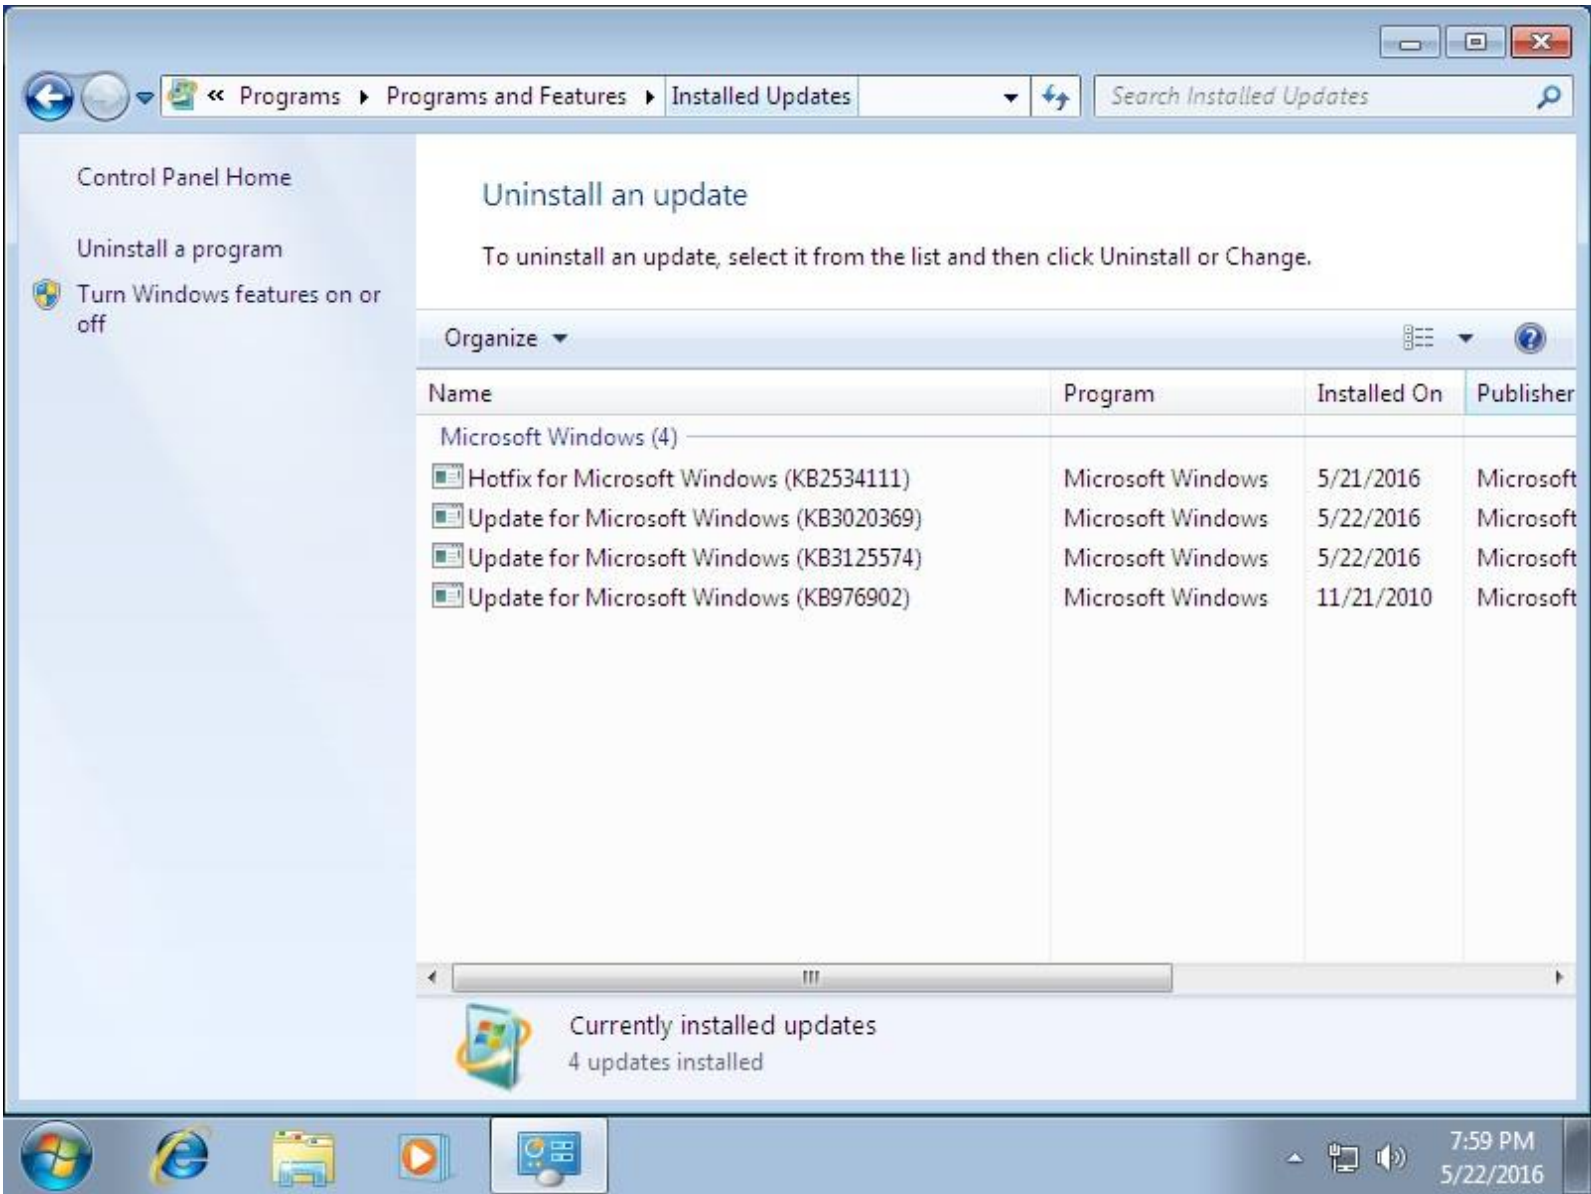 « Programs Programs and Features Installed Updates Search Installed Updates
Control Panel Home
Uninstall a program
Turn Windows features on or
off
Uninstall an update
To uninstall an update, select it from the list and then click Uninstall or Change.
Organize
Name Program Installed On Publisher
Microsoft Windows (4)
Hotfix for Microsoft Windows (KB2534111) Microsoft Windows 5/21/2016 Microsoft
Update for Microsoft Windows (KB3020369) Microsoft Windows 5/22/2016 Microsoft
Update for Microsoft Windows (KB3125574) Microsoft Windows 5/22/2016 Microsoft
Update for Microsoft Windows (KB976902) Microsoft Windows 11/21/2010 Microsoft
Currently installed updates
4 updates installed
7:59 PM
5/22/2016